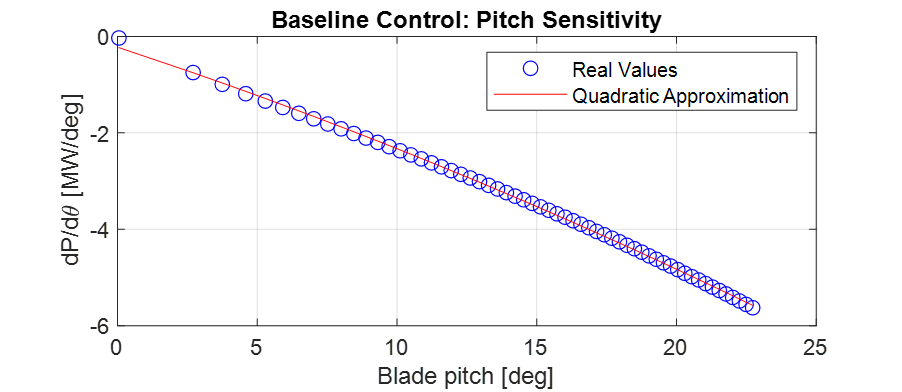 Baseline Control: Pitch Sensitivity
Real Values
Quadratic Approximation
dP/dθ [MW/deg]
0
-2
-4
-6
0
5
10
15
20
25
Blade pitch [deg]